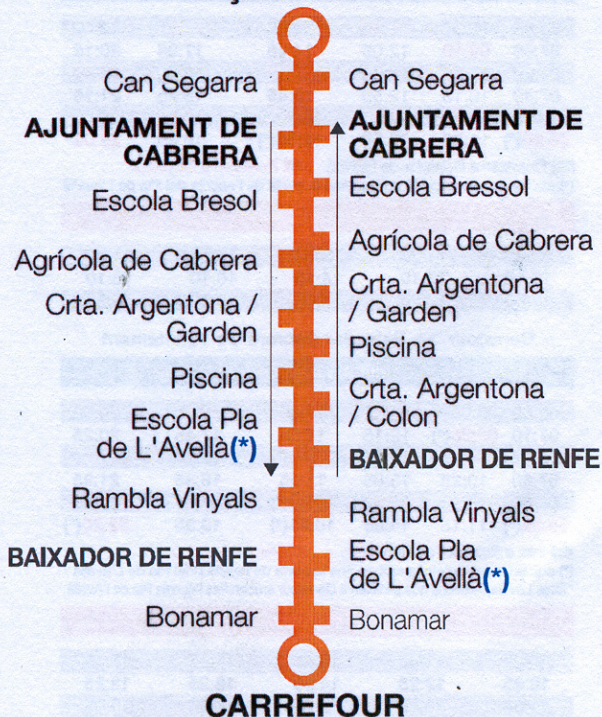 Can Segarra
AJUNTAMENT DE
CABRERA
Escola Bresol
Agrícola de Cabrera
Crta. Argentona /
Garden
Piscina
Escola Pla
de L'Avellà(*)
Rambla Vinyals
BAIXADOR DE RENFE
Bonamar
Can Segarra
AJUNTAMENT DE
CABRERA
Escola Bressol
Agrícola de Cabrera
Crta. Argentona
/ Garden
Piscina
Crta. Argentona
/ Colon
BAIXADOR DE RENFE
Rambla Vinyals
Escola Pla
de L'Avellà(*)
Bonamar
CARREFOUR